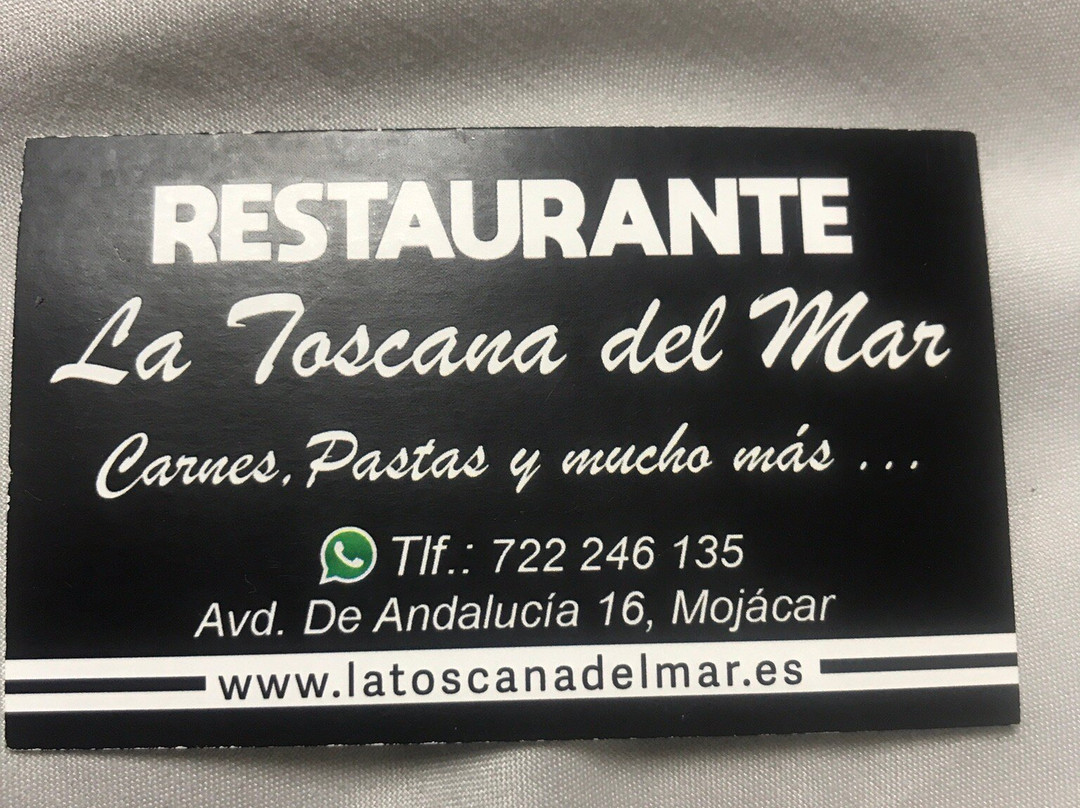 RESTAURANTE
La Toscana del Mar
Carnes, Pastas y mucho más ...
Tlf.: 722 246 135
Avd. De Andalucía 16, Mojácar
www.latoscanadelmar.es